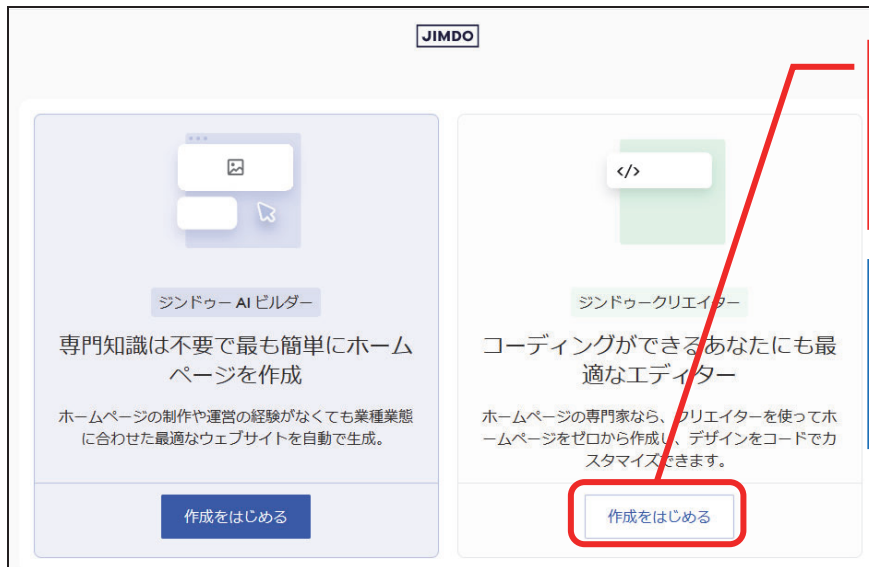 JIMDO
ジンドゥー AI ビルダー
専門知識は不要で最も簡単にホーム
ページを作成
ホームページの制作や運営の経験がなくても業種業態
に合わせた最適なウェブサイトを自動で生成。
作成をはじめる
</>
ジンドゥークリエイター
コーディングができるあなたにも最
適なエディター
ホームページの専門家なら、クリエイターを使ってホ
ームページをゼロから作成し、デザインをコードでカ
スタマイズできます。
作成をはじめる